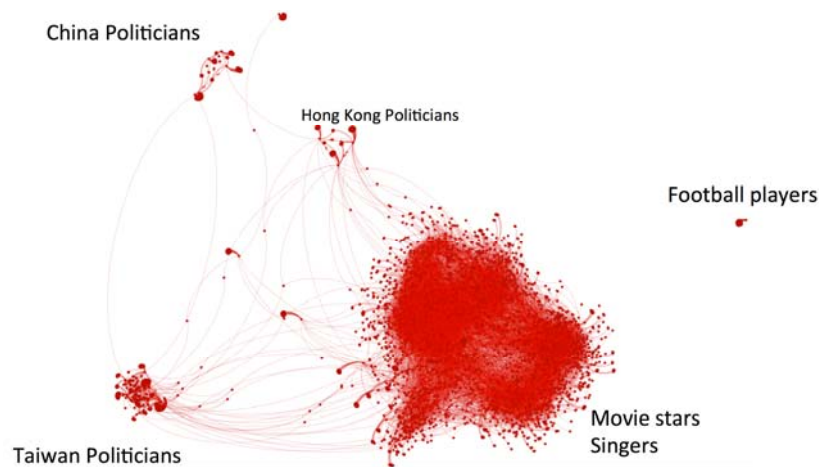 China Politicians
Hong Kong Politicians
Football players
Movie stars
Singers
Taiwan Politicians